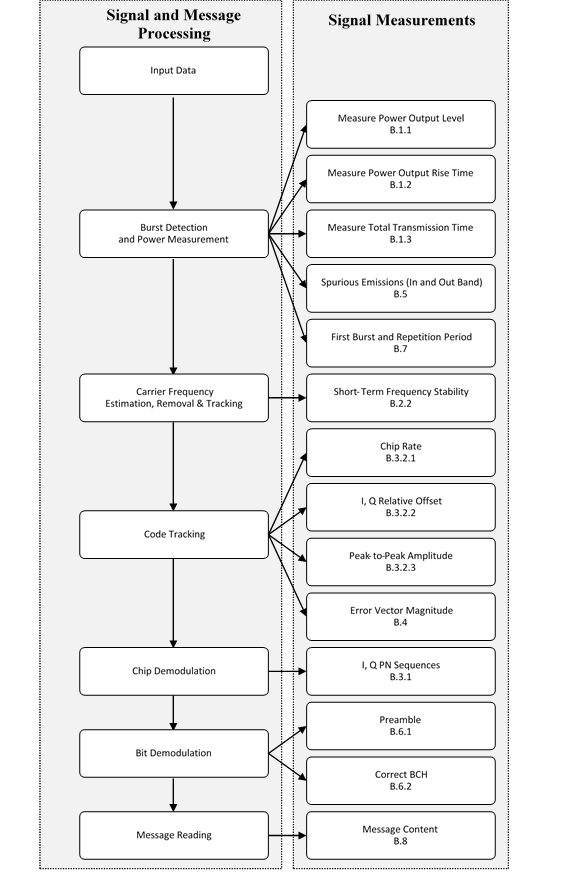 Signal and Message
Processing
Input Data
Burst Detection
and Power Measurement
Carrier Frequency
Estimation, Removal & Tracking
Code Tracking
Chip Demodulation
Bit Demodulation
Message Reading
Signal Measurements
Measure Power Output Level
B.1.1
Measure Power Output Rise Time
B.1.2
Measure Total Transmission Time
B.1.3
Spurious Emissions (In and Out Band)
B.5
First Burst and Repetition Period
B.7
Short-Term Frequency Stability
B.2.2
Chip Rate
B.3.2.1
I, Q Relative Offset
B.3.2.2
Peak-to-Peak Amplitude
B.3.2.3
Error Vector Magnitude
B.4
I, Q PN Sequences
B.3.1
Preamble
B.6.1
Correct BCH
B.6.2
Message Content
B.8